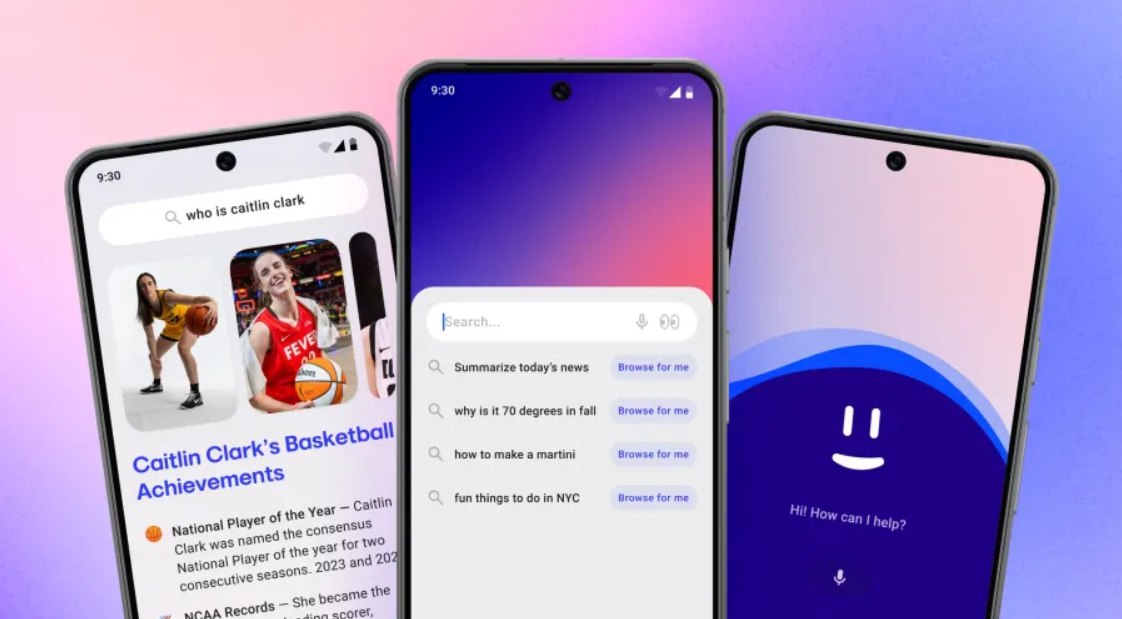 9:30
who is caitlin clark
FEVE
Caitlin Clark's Basketball
Achievements
National Player of the Year — Caitlin
Clark was named the consensus
National Player of the year for two
consecutive seasons. 2023 and 202
NCAA Records — She became the
scorer,
9:30
Search...
Summarize today's news
Browse for me
why is it 70 degrees in fall
Browse for me
how to make a martini
Browse for me
fun things to do in NYC
Browse for me
Hi! How can I help?